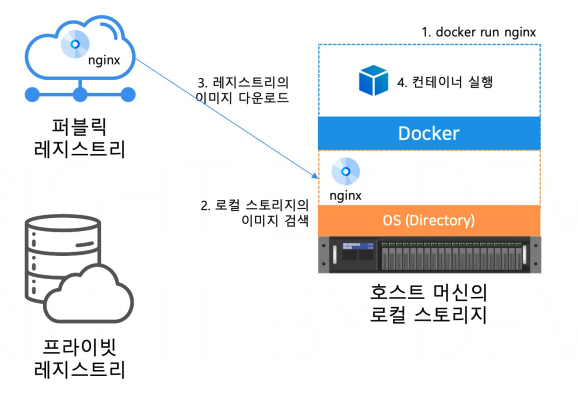 1. docker run nginx
nginx
3. 레지스트리의
이미지 다운로드
4. 컨테이너 실행
퍼블릭
레지스트리
Docker
nginx
2. 로컬 스토리지의
이미지 검색
OS (Directory)
호스트 머신의
로컬 스토리지
프라이빗
레지스트리